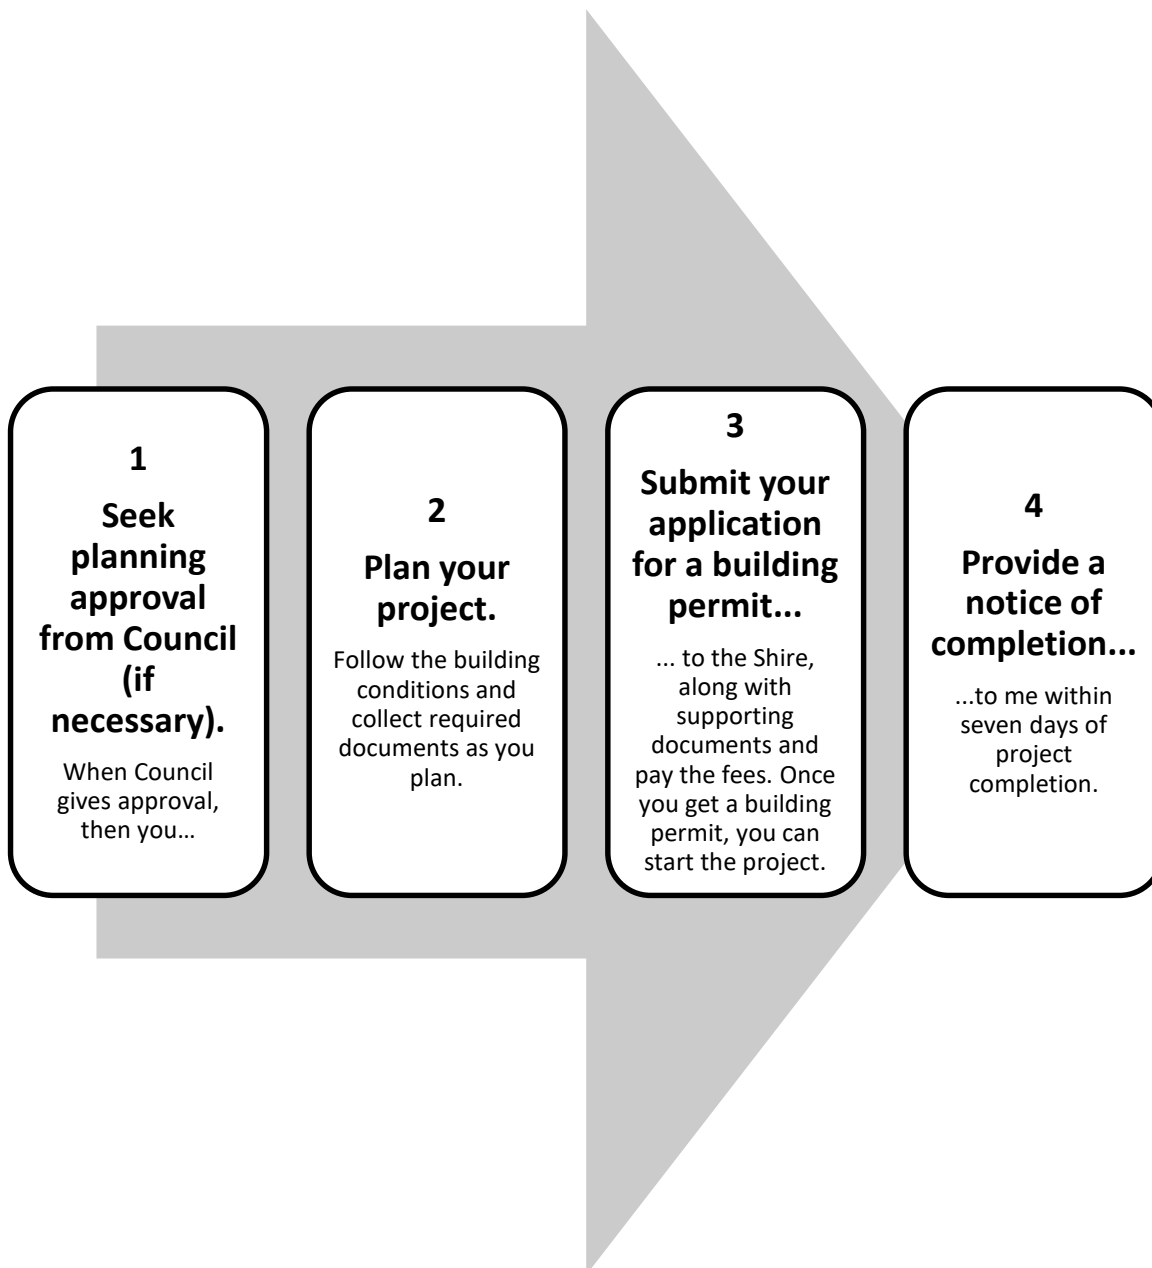 1
Seek
planning
approval
from Council
(if
necessary).
When Council
gives approval,
then you…
2
Plan your
project.
Follow the building
conditions and
collect required
documents as you
plan.
3
Submit your
application
for a building
permit...
... to the Shire,
along with
supporting
documents and
pay the fees. Once
you get a building
permit, you can
start the project.
4
Provide a
notice of
completion...
...to me within
seven days of
project
completion.